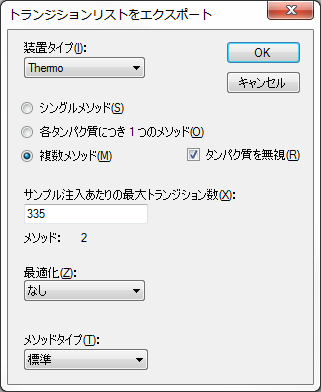 トランジションリストをエクスポート
装置タイプ(I):
Thermo
OK
キャンセル
シングルメソッド(S)
各タンパク質につき 1 つのメソッド(O)
複数メソッド(M)
タンパク質を無視(R)
サンプル注入あたりの最大トランジション数(X):
335
メソッド: 2
最適化(Z):
なし
メソッドタイプ(T):
標準